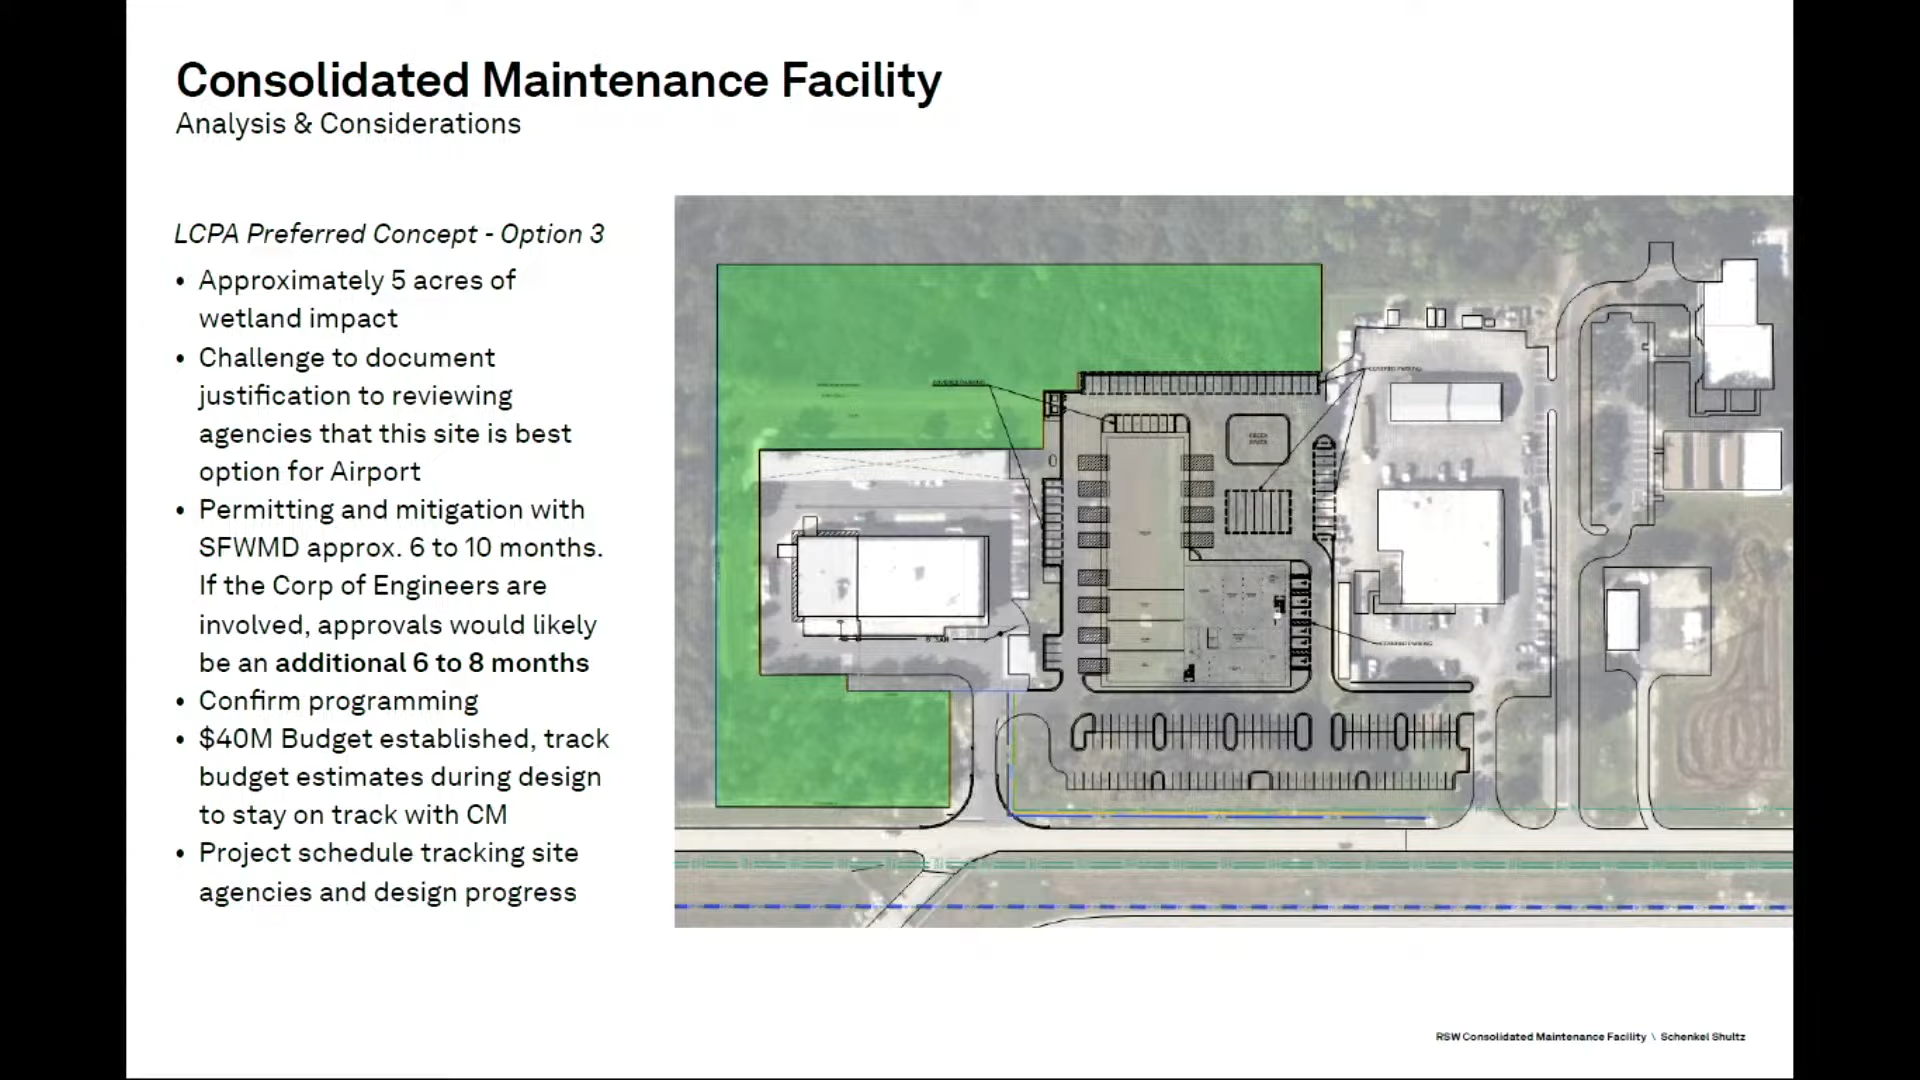 Consolidated Maintenance Facility
Analysis & Considerations
LCPA Preferred Concept - Option 3
• Approximately 5 acres of
wetland impact
• Challenge to document
justification to reviewing
agencies that this site is best
option for Airport
• Permitting and mitigation with
SFWMD approx. 6 to 10 months.
If the Corp of Engineers are
involved, approvals would likely
be an additional 6 to 8 months
• Confirm programming
• $40M Budget established, track
budget estimates during design
to stay on track with CM
• Project schedule tracking site
agencies and design progress
COVERED PARKING
COVERED PARKING
RSW Consolidated Maintenance Facility \ Schenkel Shultz